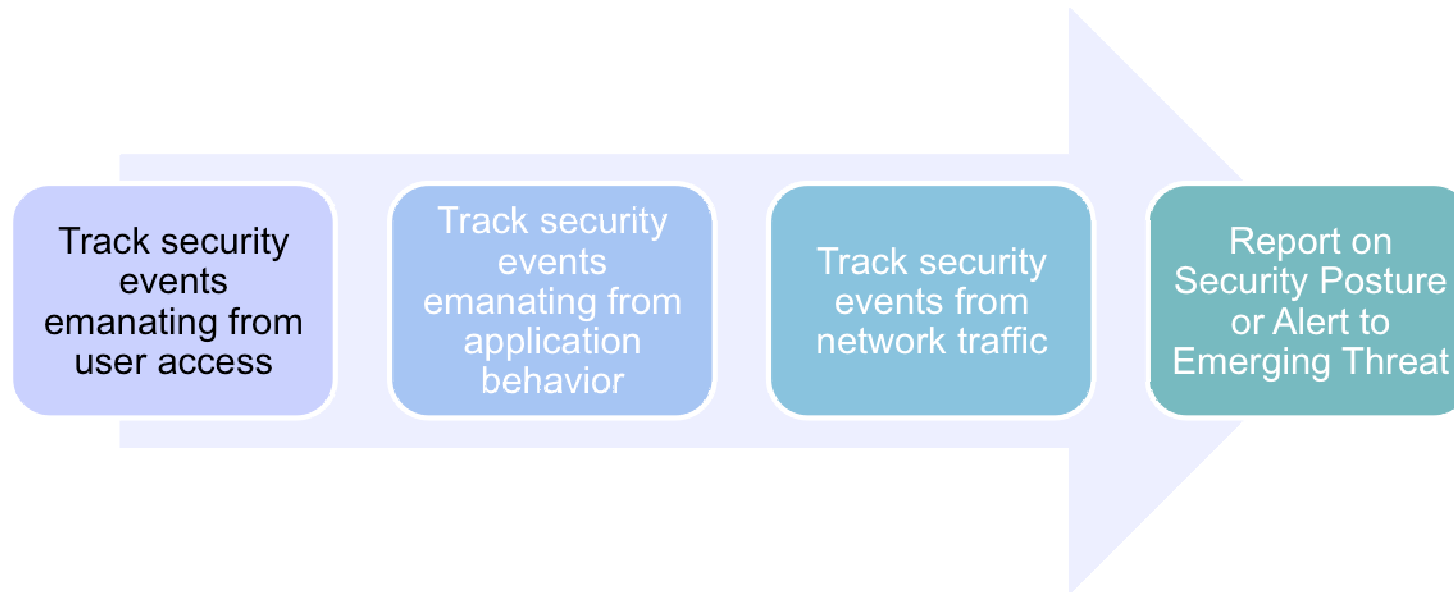 Track security
events
emanating from
user access
Track security
events
emanating from
application
behavior
Track security
events from
network traffic
Report on
Security Posture
or Alert to
Emerging Threat